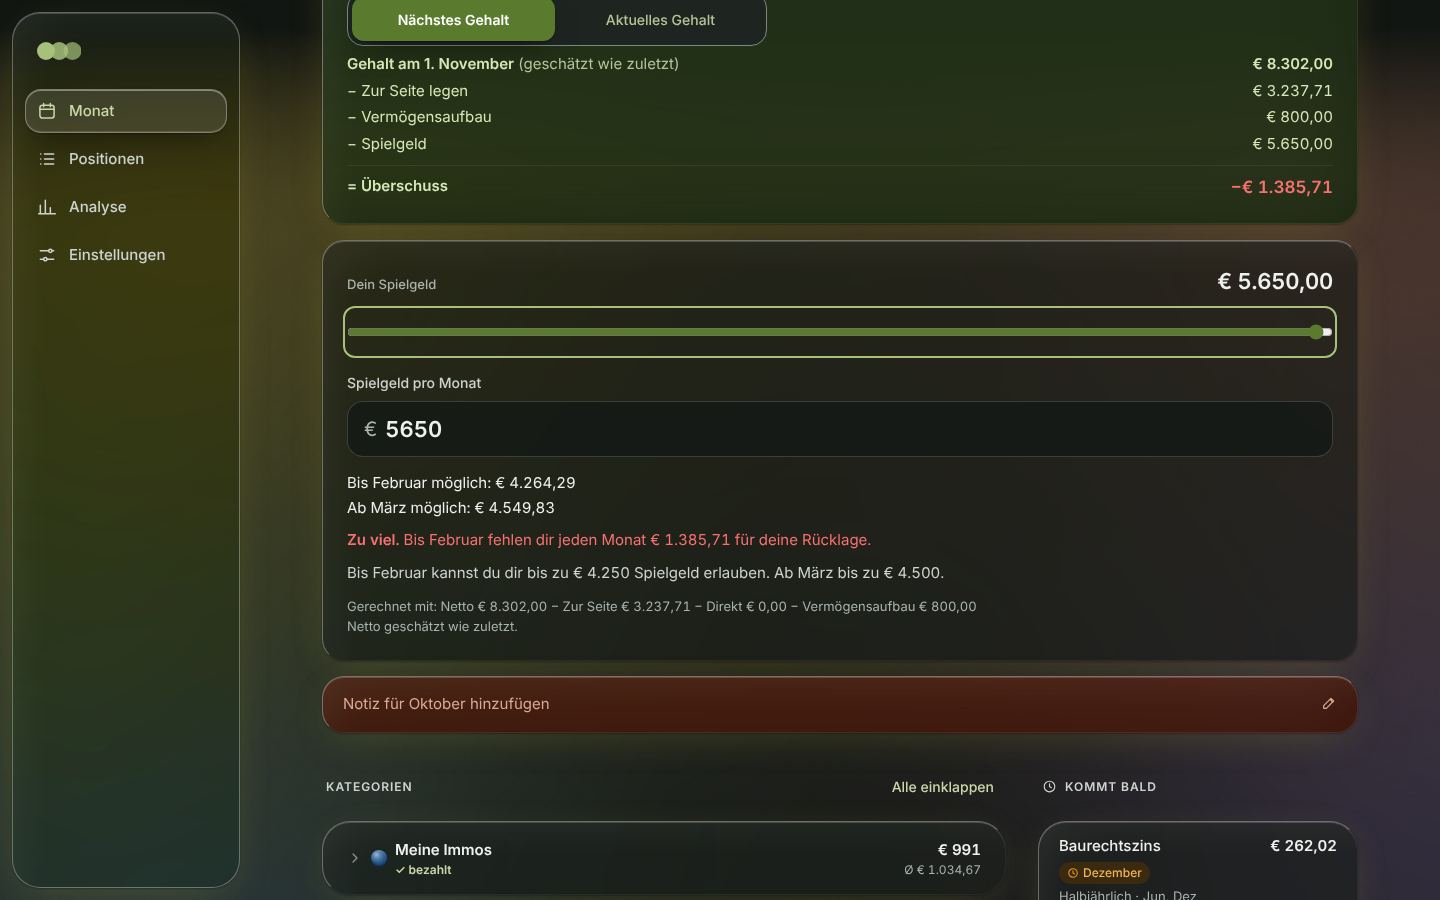 Monat
Positionen
Analyse
Einstellungen
Nächstes Gehalt
Aktuelles Gehalt
Gehalt am 1. November (geschätzt wie zuletzt) € 8.302,00
− Zur Seite legen € 3.237,71
− Vermögensaufbau € 800,00
− Spielgeld € 5.650,00
= Überschuss −€ 1.385,71
Dein Spielgeld € 5.650,00
Spielgeld pro Monat
€ 5650
Bis Februar möglich: € 4.264,29
Ab März möglich: € 4.549,83
Zu viel. Bis Februar fehlen dir jeden Monat € 1.385,71 für deine Rücklage.
Bis Februar kannst du dir bis zu € 4.250 Spielgeld erlauben. Ab März bis zu € 4.500.
Gerechnet mit: Netto € 8.302,00 − Zur Seite € 3.237,71 − Direkt € 0,00 − Vermögensaufbau € 800,00
Netto geschätzt wie zuletzt.
Notiz für Oktober hinzufügen
KATEGORIEN
Alle einklappen
Meine Immos € 991
✓ bezahlt Ø € 1.034,67
KOMMT BALD
Baurechtszins € 262,02
Dezember
Halbjährlich · Jun, Dez